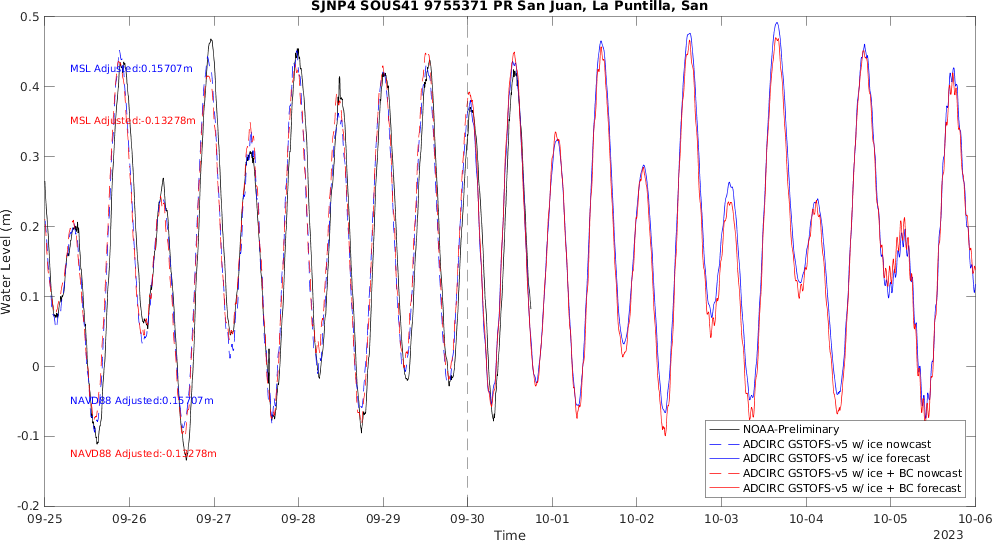 SJNP4 SOUS41 9755371 PR San Juan, La Puntilla, San
0.5
0.4
0.3
0.2
0.1
0
-0.1
-0.2
Water Level (m)
MSL Adjusted:0.15707m
MSL Adjusted:-0.13278m
NAVD88 Adjusted:0.15707m
NAVD88 Adjusted:-0.13278m
NOAA-Preliminary
ADCIRC GSTOFS-v5 w/ ice nowcast
ADCIRC GSTOFS-v5 w/ ice forecast
ADCIRC GSTOFS-v5 w/ ice + BC nowcast
ADCIRC GSTOFS-v5 w/ ice + BC forecast
09-25 09-26 09-27 09-28 09-29 09-30 10-01 10-02 10-03 10-04 10-05 10-06
Time
2023